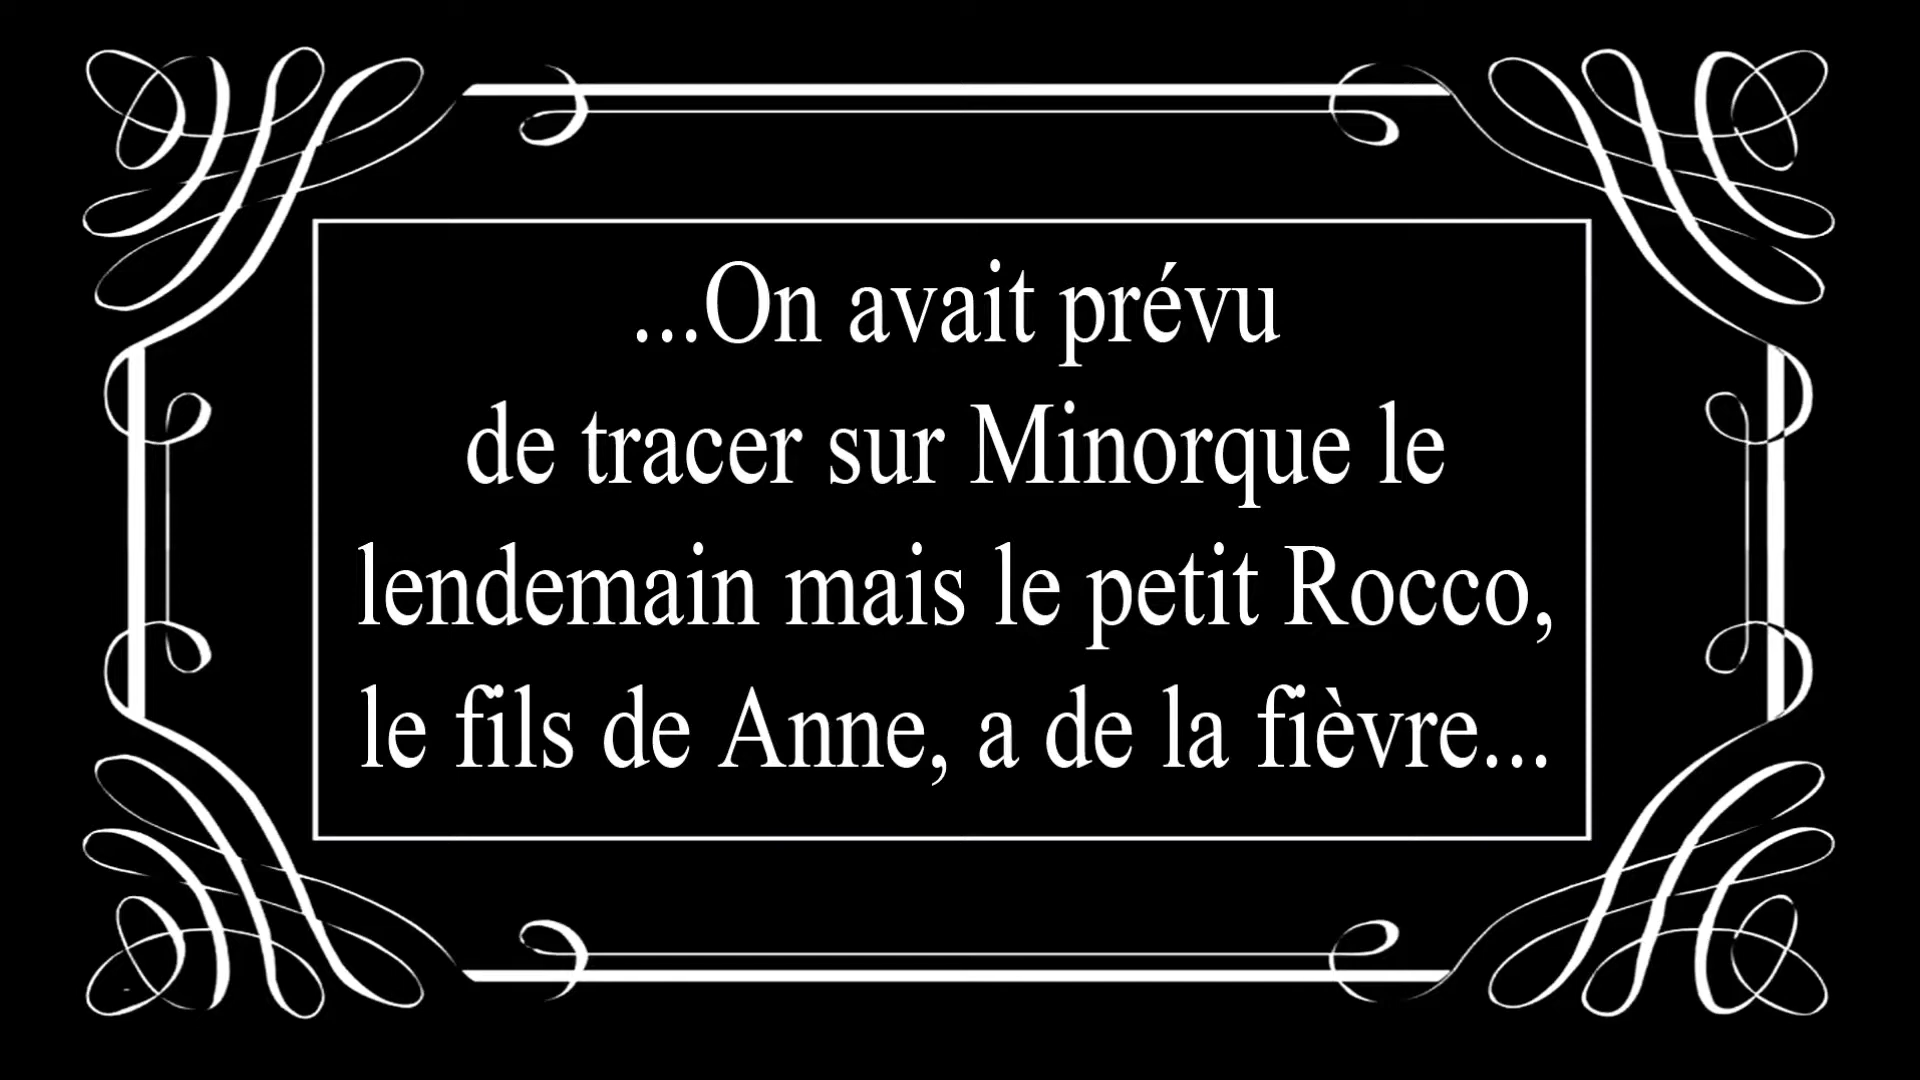 ...On avait prévu
de tracer sur Minorque le
lendemain mais le petit Rocco,
le fils de Anne, a de la fièvre...